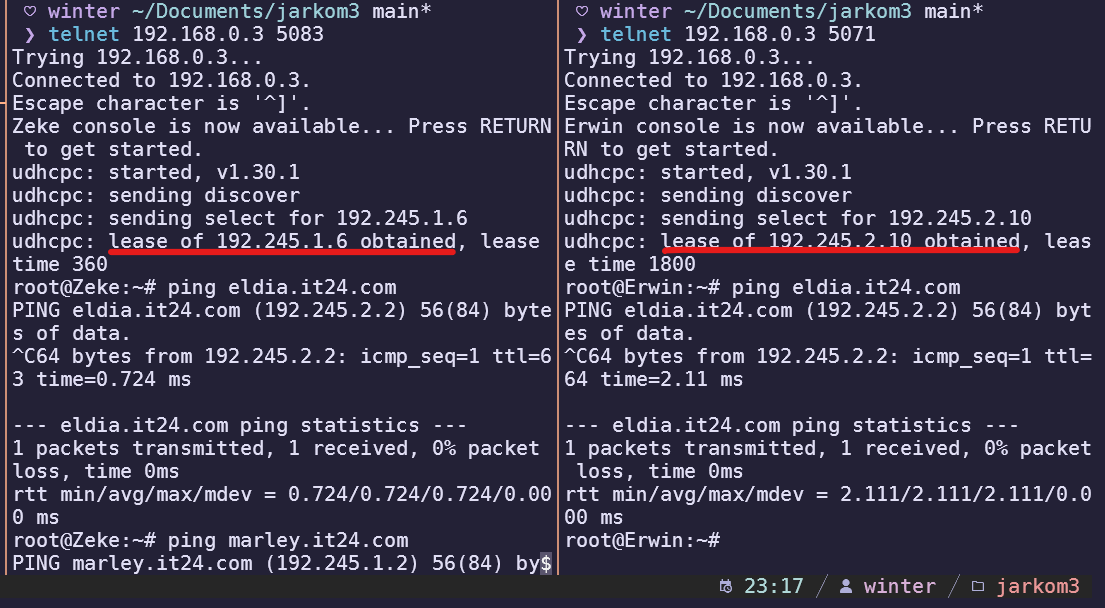 ♡ winter ~/Documents/jarkom3 main*
❯ telnet 192.168.0.3 5083
Trying 192.168.0.3...
Connected to 192.168.0.3.
Escape character is '^]'.
Zeke console is now available... Press RETURN
 to get started.
udhcpc: started, v1.30.1
udhcpc: sending discover
udhcpc: sending select for 192.245.1.6
udhcpc: lease of 192.245.1.6 obtained, lease
time 360
root@Zeke:~# ping eldia.it24.com
PING eldia.it24.com (192.245.2.2) 56(84) byte
s of data.
^C64 bytes from 192.245.2.2: icmp_seq=1 ttl=6
3 time=0.724 ms
--- eldia.it24.com ping statistics ---
1 packets transmitted, 1 received, 0% packet
loss, time 0ms
rtt min/avg/max/mdev = 0.724/0.724/0.724/0.00
0 ms
root@Zeke:~# ping marley.it24.com
PING marley.it24.com (192.245.1.2) 56(84) by$
♡ winter ~/Documents/jarkom3 main*
❯ telnet 192.168.0.3 5071
Trying 192.168.0.3...
Connected to 192.168.0.3.
Escape character is '^]'.
Erwin console is now available... Press RETU
RN to get started.
udhcpc: started, v1.30.1
udhcpc: sending discover
udhcpc: sending select for 192.245.2.10
udhcpc: lease of 192.245.2.10 obtained, leas
e time 1800
root@Erwin:~# ping eldia.it24.com
PING eldia.it24.com (192.245.2.2) 56(84) byt
es of data.
^C64 bytes from 192.245.2.2: icmp_seq=1 ttl=
64 time=2.11 ms
--- eldia.it24.com ping statistics ---
1 packets transmitted, 1 received, 0% packet
 loss, time 0ms
rtt min/avg/max/mdev = 2.111/2.111/2.111/0.0
00 ms
root@Erwin:~#
23:17 / winter / jarkom3